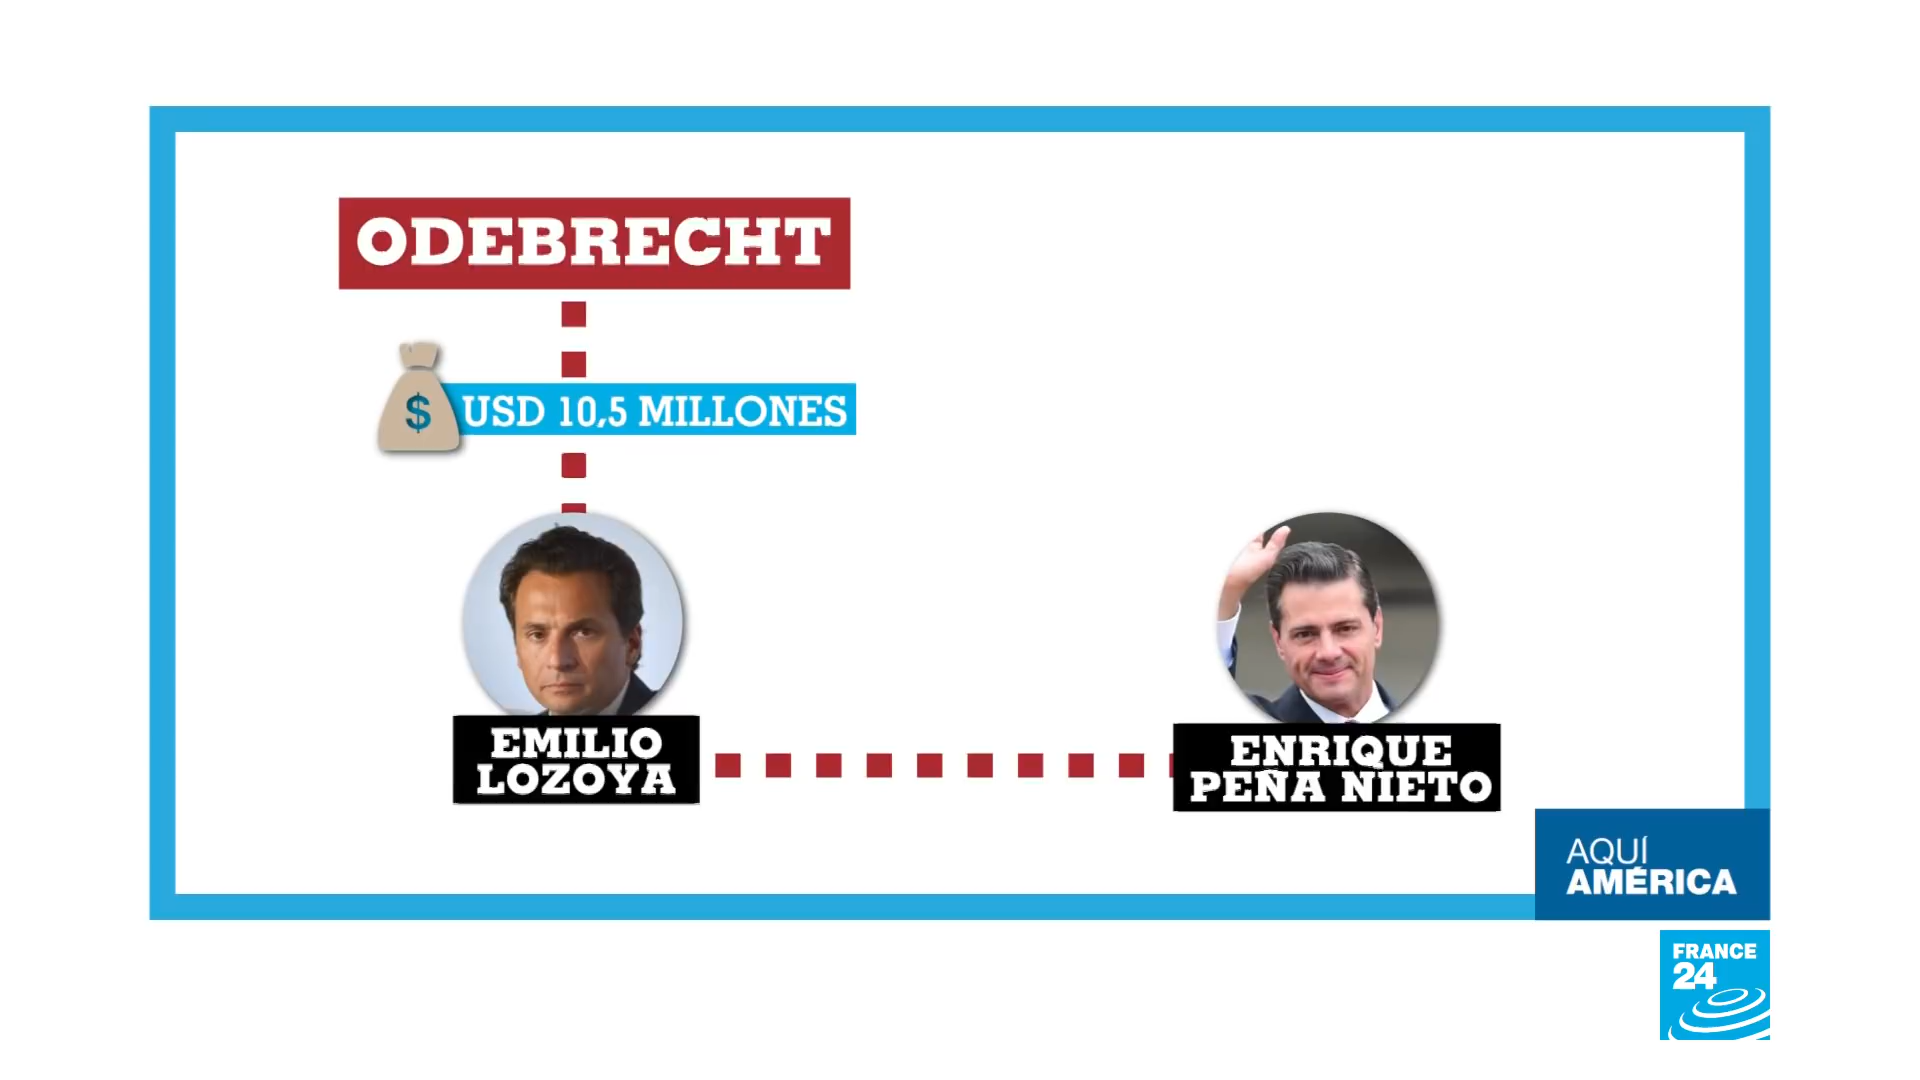 ODEBRECHT
$
USD 10,5 MILLONES
EMILIO
LOZOYA
ENRIQUE
PEÑA NIETO
AQUÍ
AMÉRICA
FRANCE
24